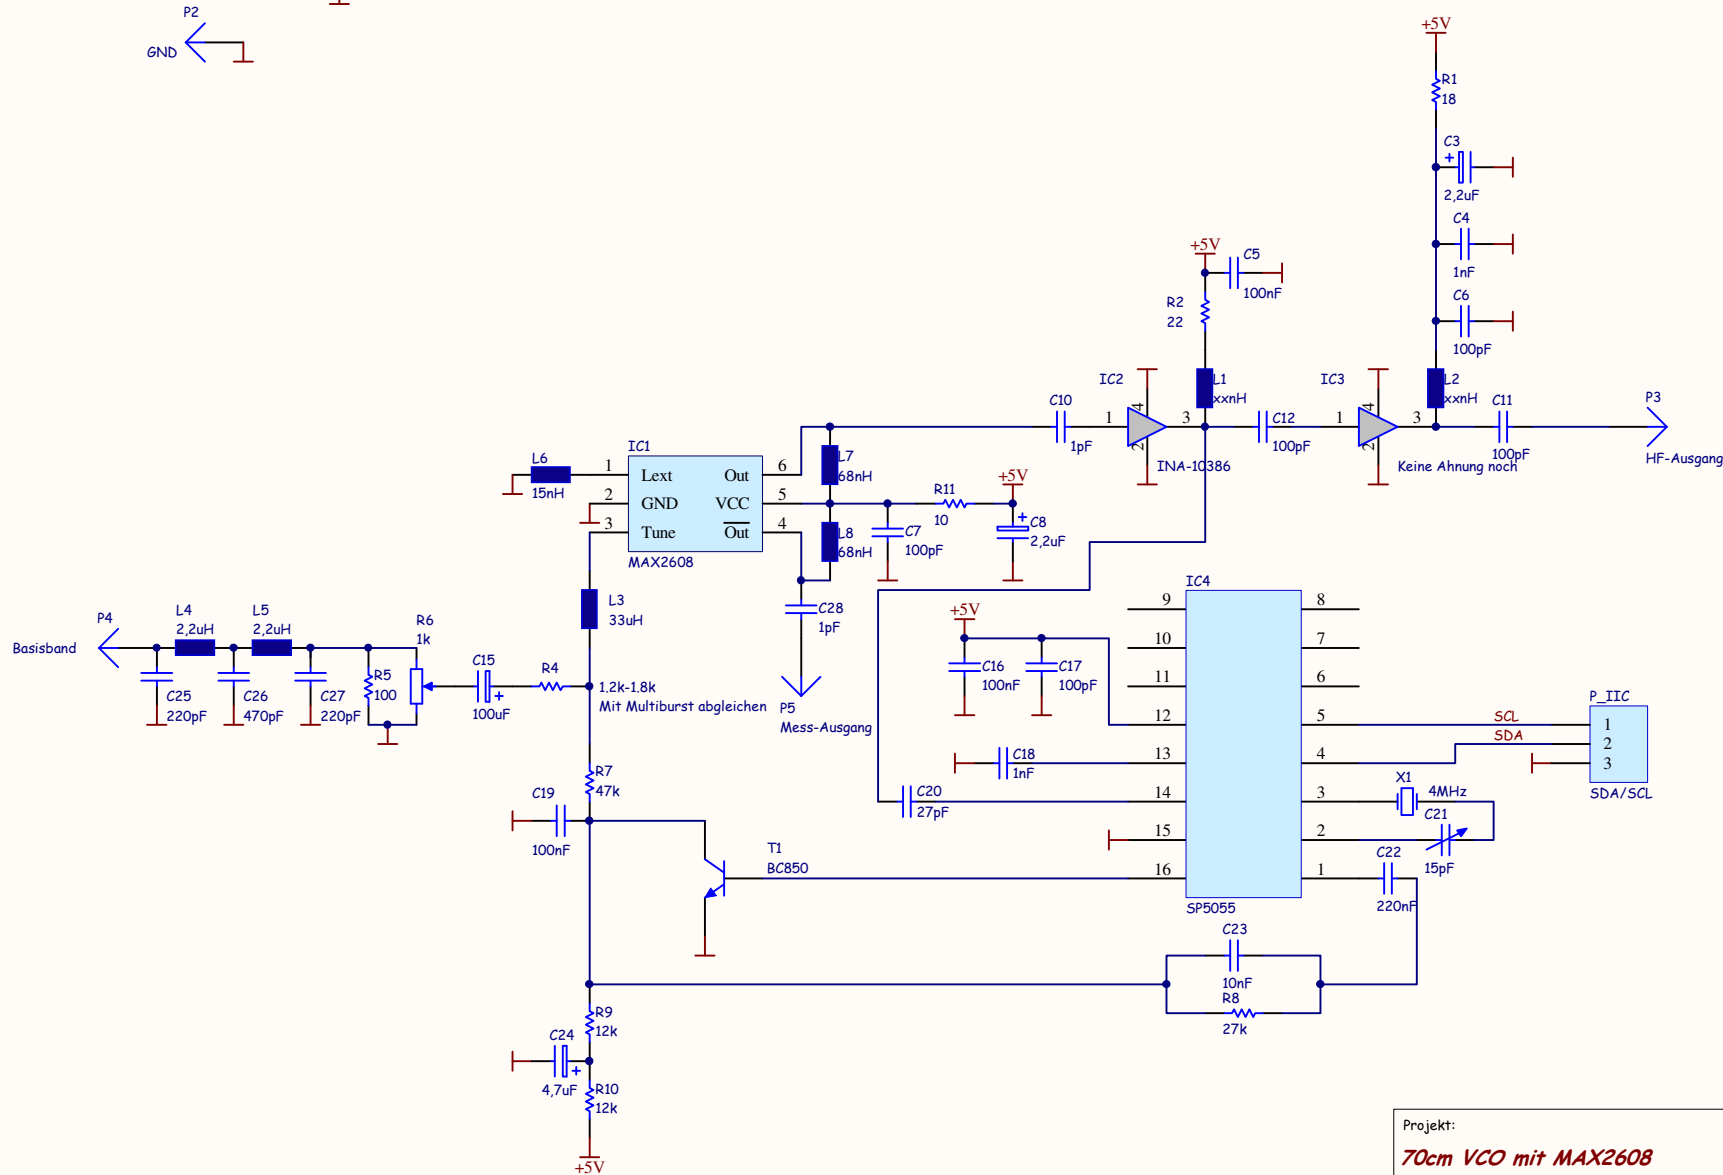 P2
GND
+5V
R1
18
C3
+
2,2uF
C4
1nF
C6
100pF
+5V
C5
100nF
R2
22
L1
xxnH
L2
xxnH
IC2
IC3
C10
1pF
1
4
2
3
INA-10386
C12
100pF
1
4
2
3
Keine Ahnung noch
C11
100pF
P3
HF-Ausgang
IC1
L6
15nH
1
2
3
Lext
GND
Tune
Out
VCC
Out
6
5
4
MAX2608
L7
68nH
L8
68nH
R11
10
+5V
C7
100pF
+
C8
2,2uF
C28
1pF
P5
Mess-Ausgang
L3
33uH
P4
Basisband
L4
2,2uH
L5
2,2uH
R6
1k
C25
220pF
C26
470pF
C27
220pF
R5
100
C15
+
100uF
R4
1.2k-1.8k
Mit Multiburst abgleichen
R7
47k
C19
100nF
T1
BC850
IC4
9
10
11
12
13
14
15
16
8
7
6
5
4
3
2
1
SP5055
+5V
C16
100nF
C17
100pF
C18
1nF
C20
27pF
SCL
SDA
P_IIC
1
2
3
SDA/SCL
X1
4MHz
C21
15pF
C22
220nF
C23
10nF
R8
27k
R9
12k
C24
+
4,7uF
R10
12k
+5V
Projekt:
70cm VCO mit MAX2608